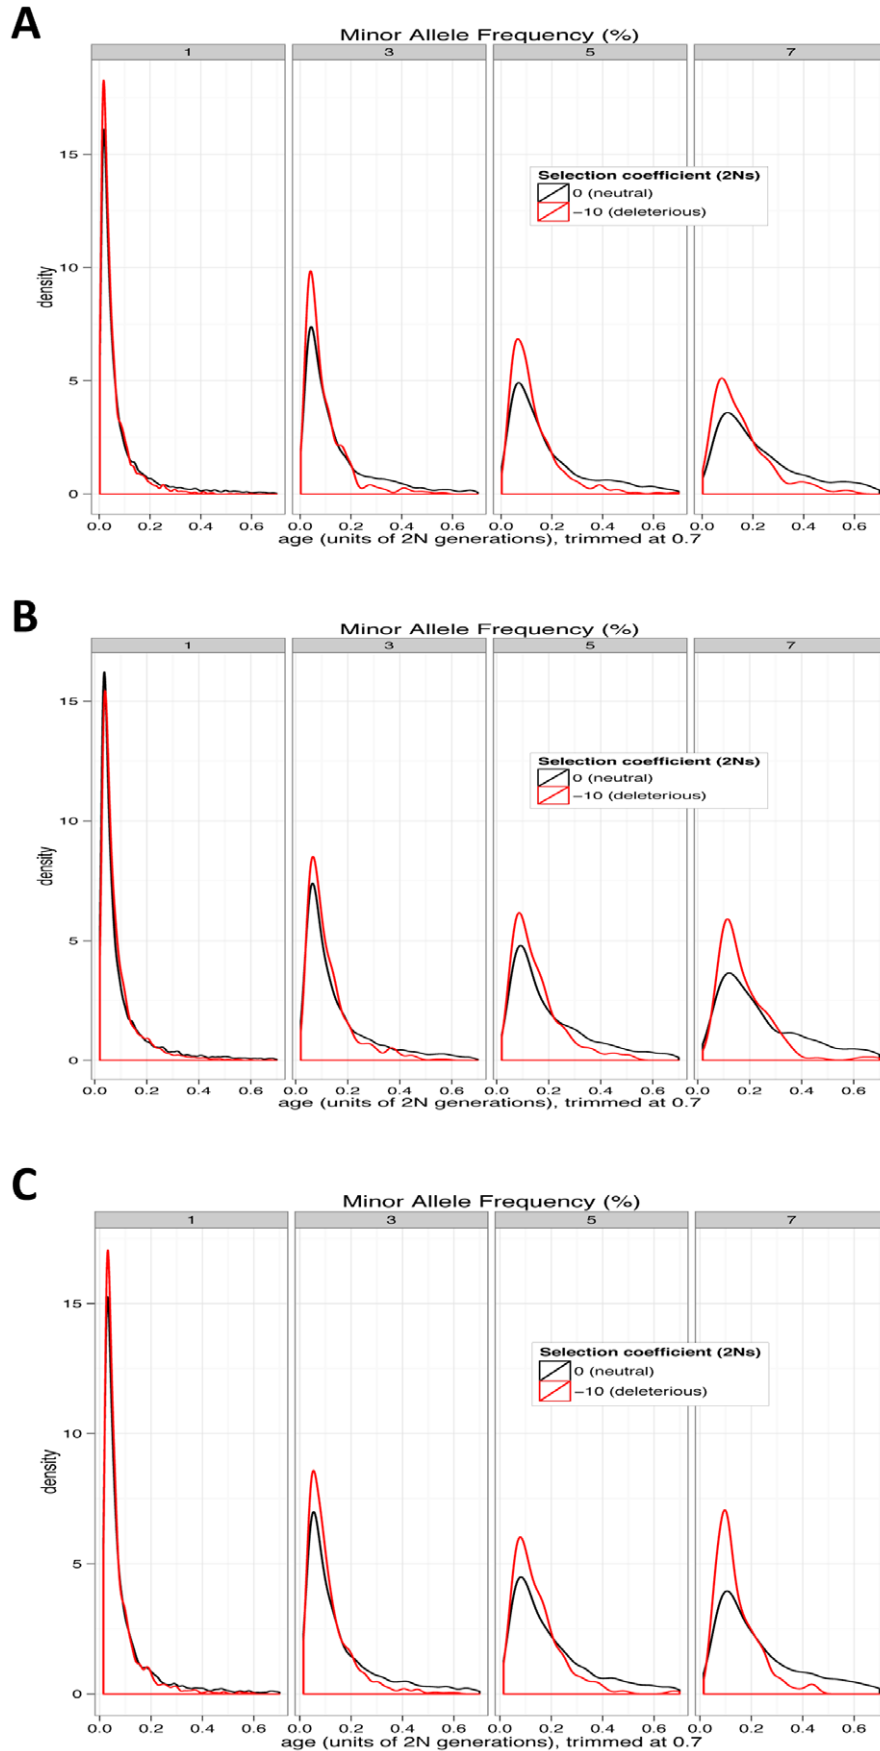 A
Minor Allele Frequency (%)
1 3 5 7
15
10
5
0
density
Selection coefficient (2Ns)
0 (neutral)
−10 (deleterious)
0.0 0.2 0.4 0.6 0.0 0.2 0.4 0.6 0.0 0.2 0.4 0.6 0.0 0.2 0.4 0.6
age (units of 2N generations), trimmed at 0.7
B
Minor Allele Frequency (%)
1 3 5 7
15
10
5
0
density
Selection coefficient (2Ns)
0 (neutral)
−10 (deleterious)
0.0 0.2 0.4 0.6 0.0 0.2 0.4 0.6 0.0 0.2 0.4 0.6 0.0 0.2 0.4 0.6
age (units of 2N generations), trimmed at 0.7
C
Minor Allele Frequency (%)
1 3 5 7
15
10
5
0
density
Selection coefficient (2Ns)
0 (neutral)
−10 (deleterious)
0.0 0.2 0.4 0.6 0.0 0.2 0.4 0.6 0.0 0.2 0.4 0.6 0.0 0.2 0.4 0.6
age (units of 2N generations), trimmed at 0.7